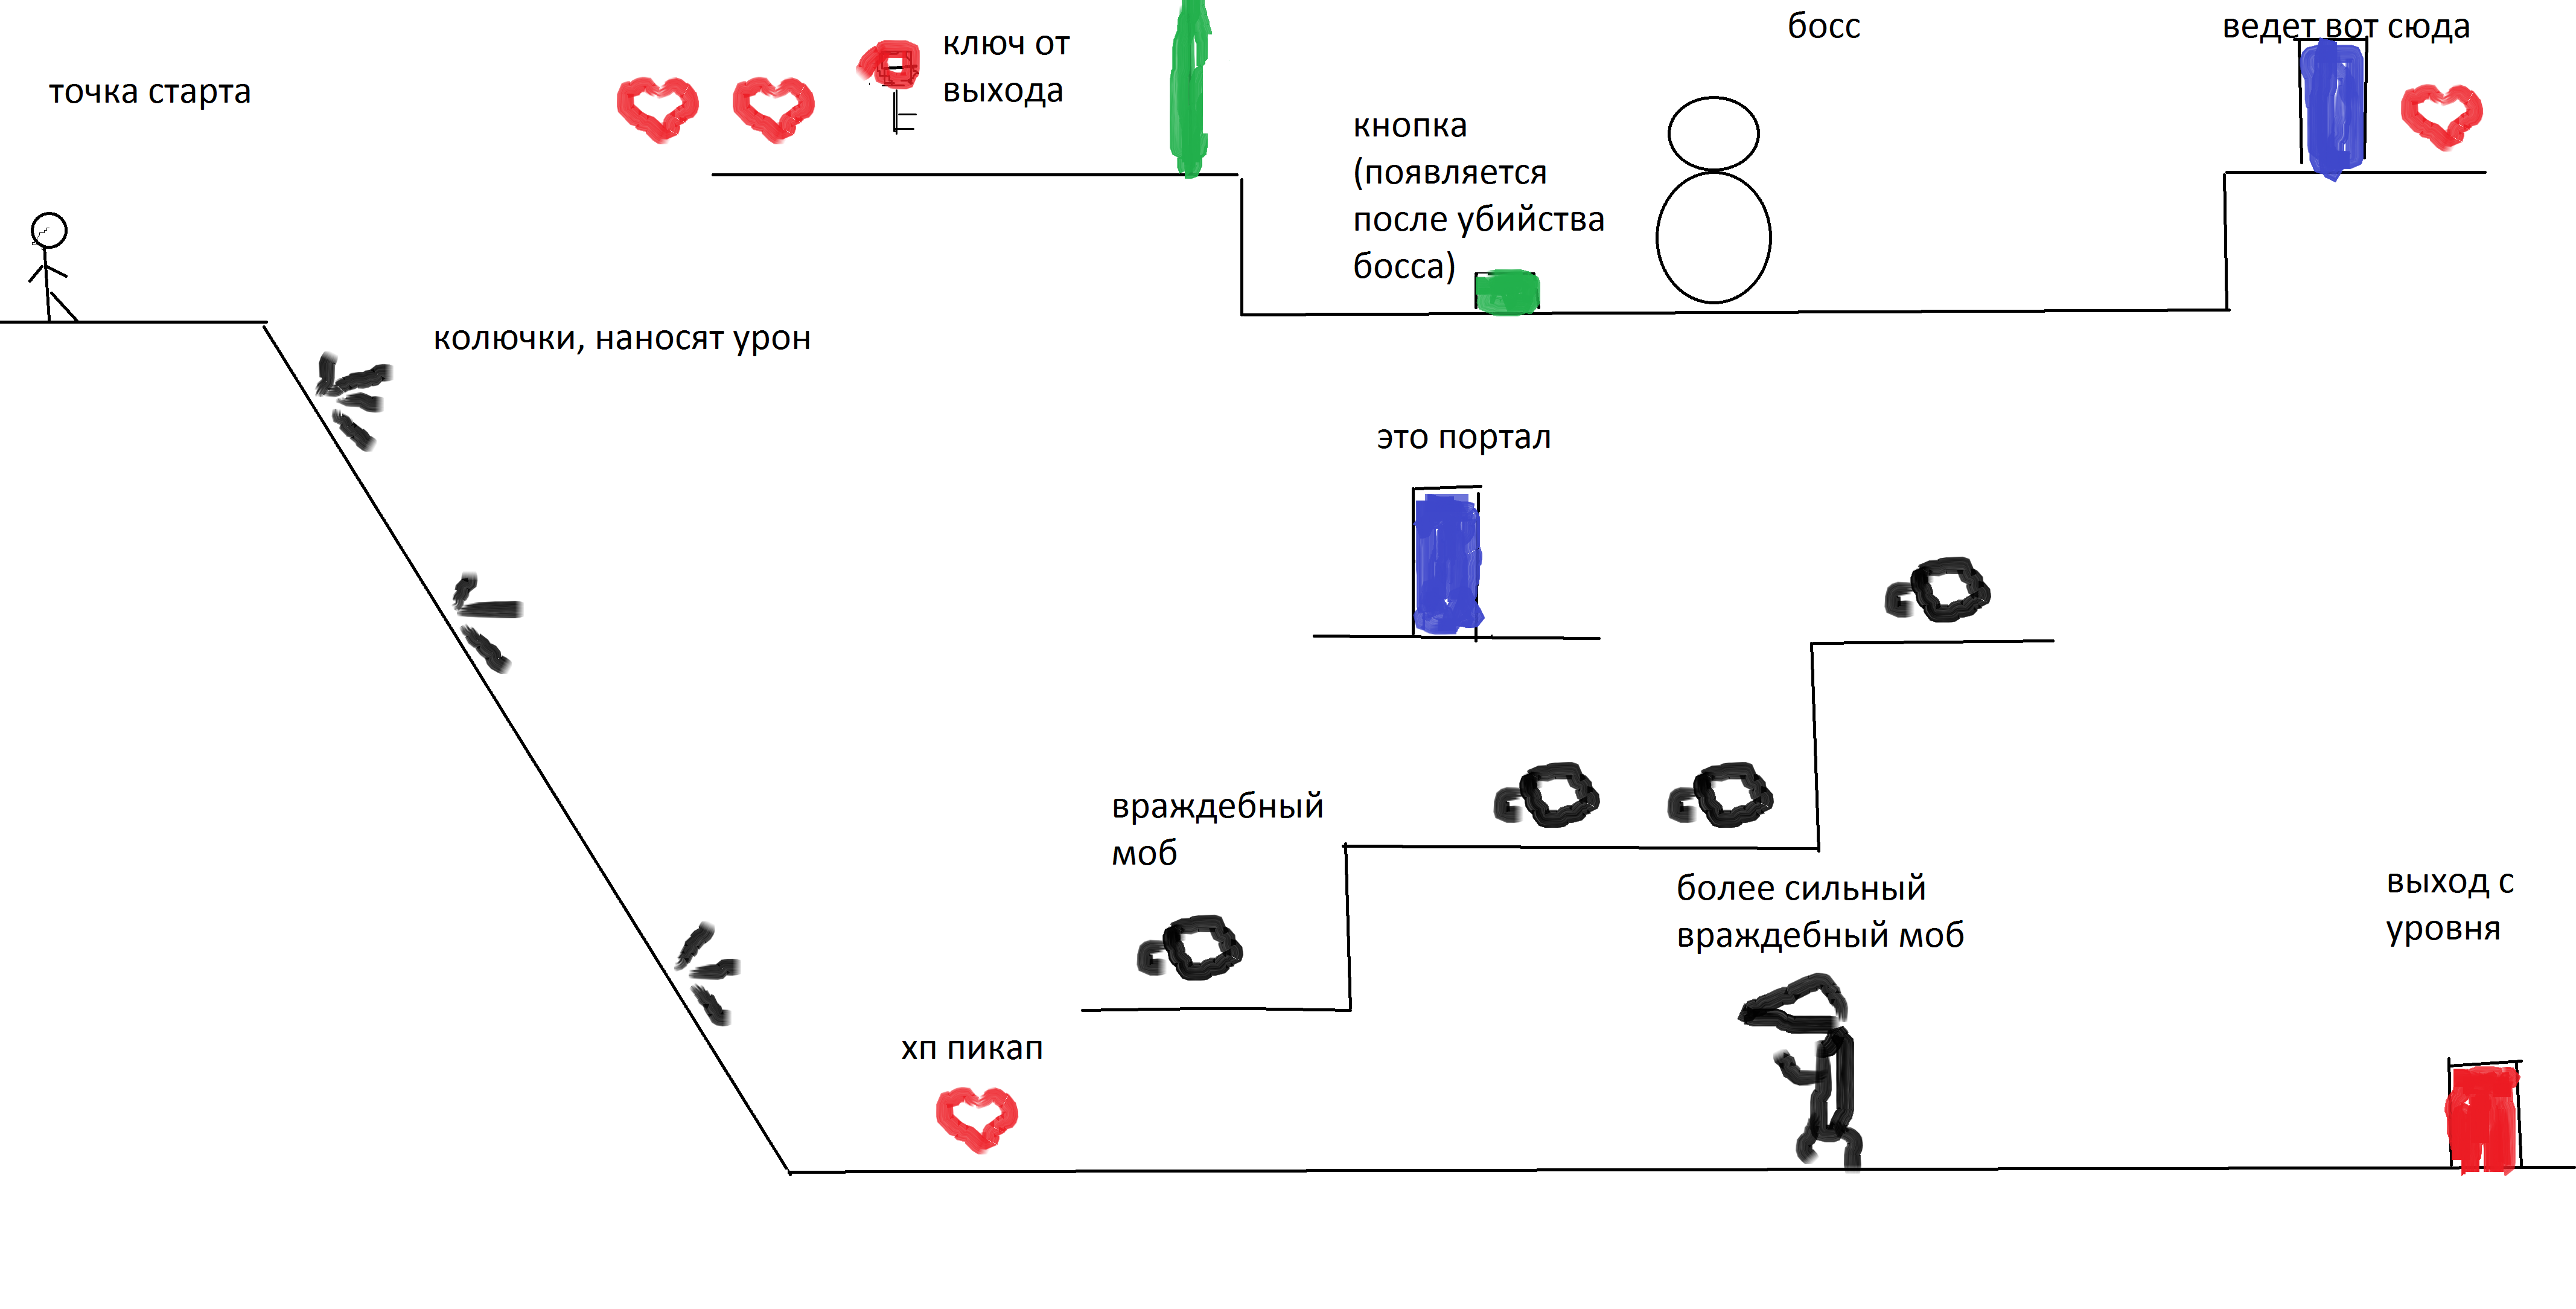 точка старта
ключ от
выхода
босс
ведет вот сюда
кнопка
(появляется
после убийства
босса)
колючки, наносят урон
это портал
враждебный
моб
более сильный
враждебный моб
выход с
уровня
хп пикап